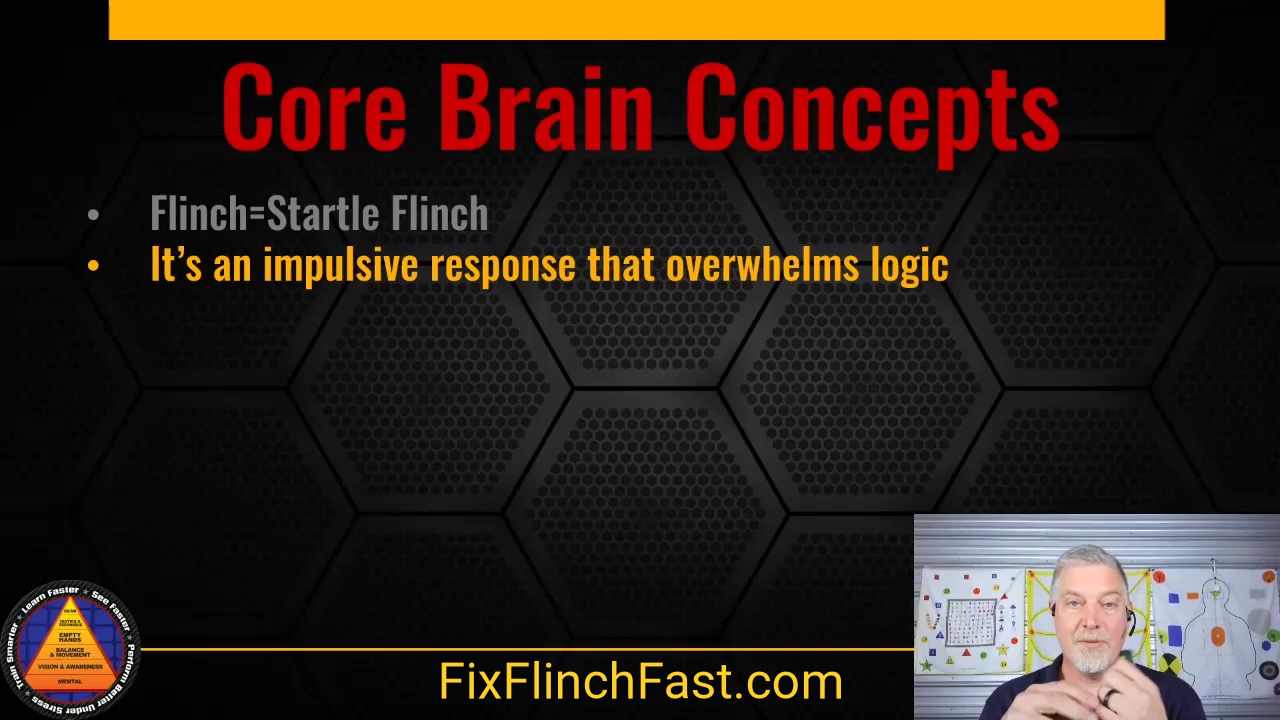 Core Brain Concepts
• Flinch=Startle Flinch
• It’s an impulsive response that overwhelms logic
FixFlinchFast.com
Train Smarter ★ Learn Faster ★ See Faster ★ Perform Better Under Stress ★
GEAR
TACTICS &
TECHNIQUE
EMPTY
HANDS
BALANCE
& MOVEMENT
VISION & AWARENESS
MENTAL